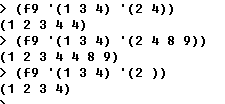 > (f9 '(1 3 4) '(2 4))
(1 2 3 4 4)
> (f9 '(1 3 4) '(2 4 8 9))
(1 2 3 4 4 8 9)
> (f9 '(1 3 4) '(2 ))
(1 2 3 4)